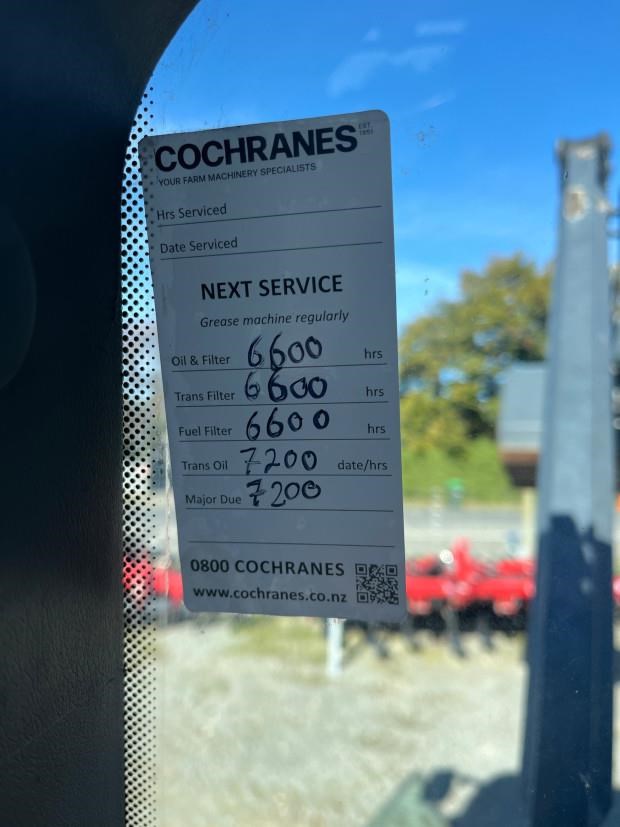 COCHRANES EST. 1851
YOUR FARM MACHINERY SPECIALISTS
Hrs Serviced
Date Serviced
NEXT SERVICE
Grease machine regularly
Oil & Filter 6600 hrs
Trans Filter 6600 hrs
Fuel Filter 6600 hrs
Trans Oil 7200 date/hrs
Major Due 7200
0800 COCHRANES
www.cochranes.co.nz